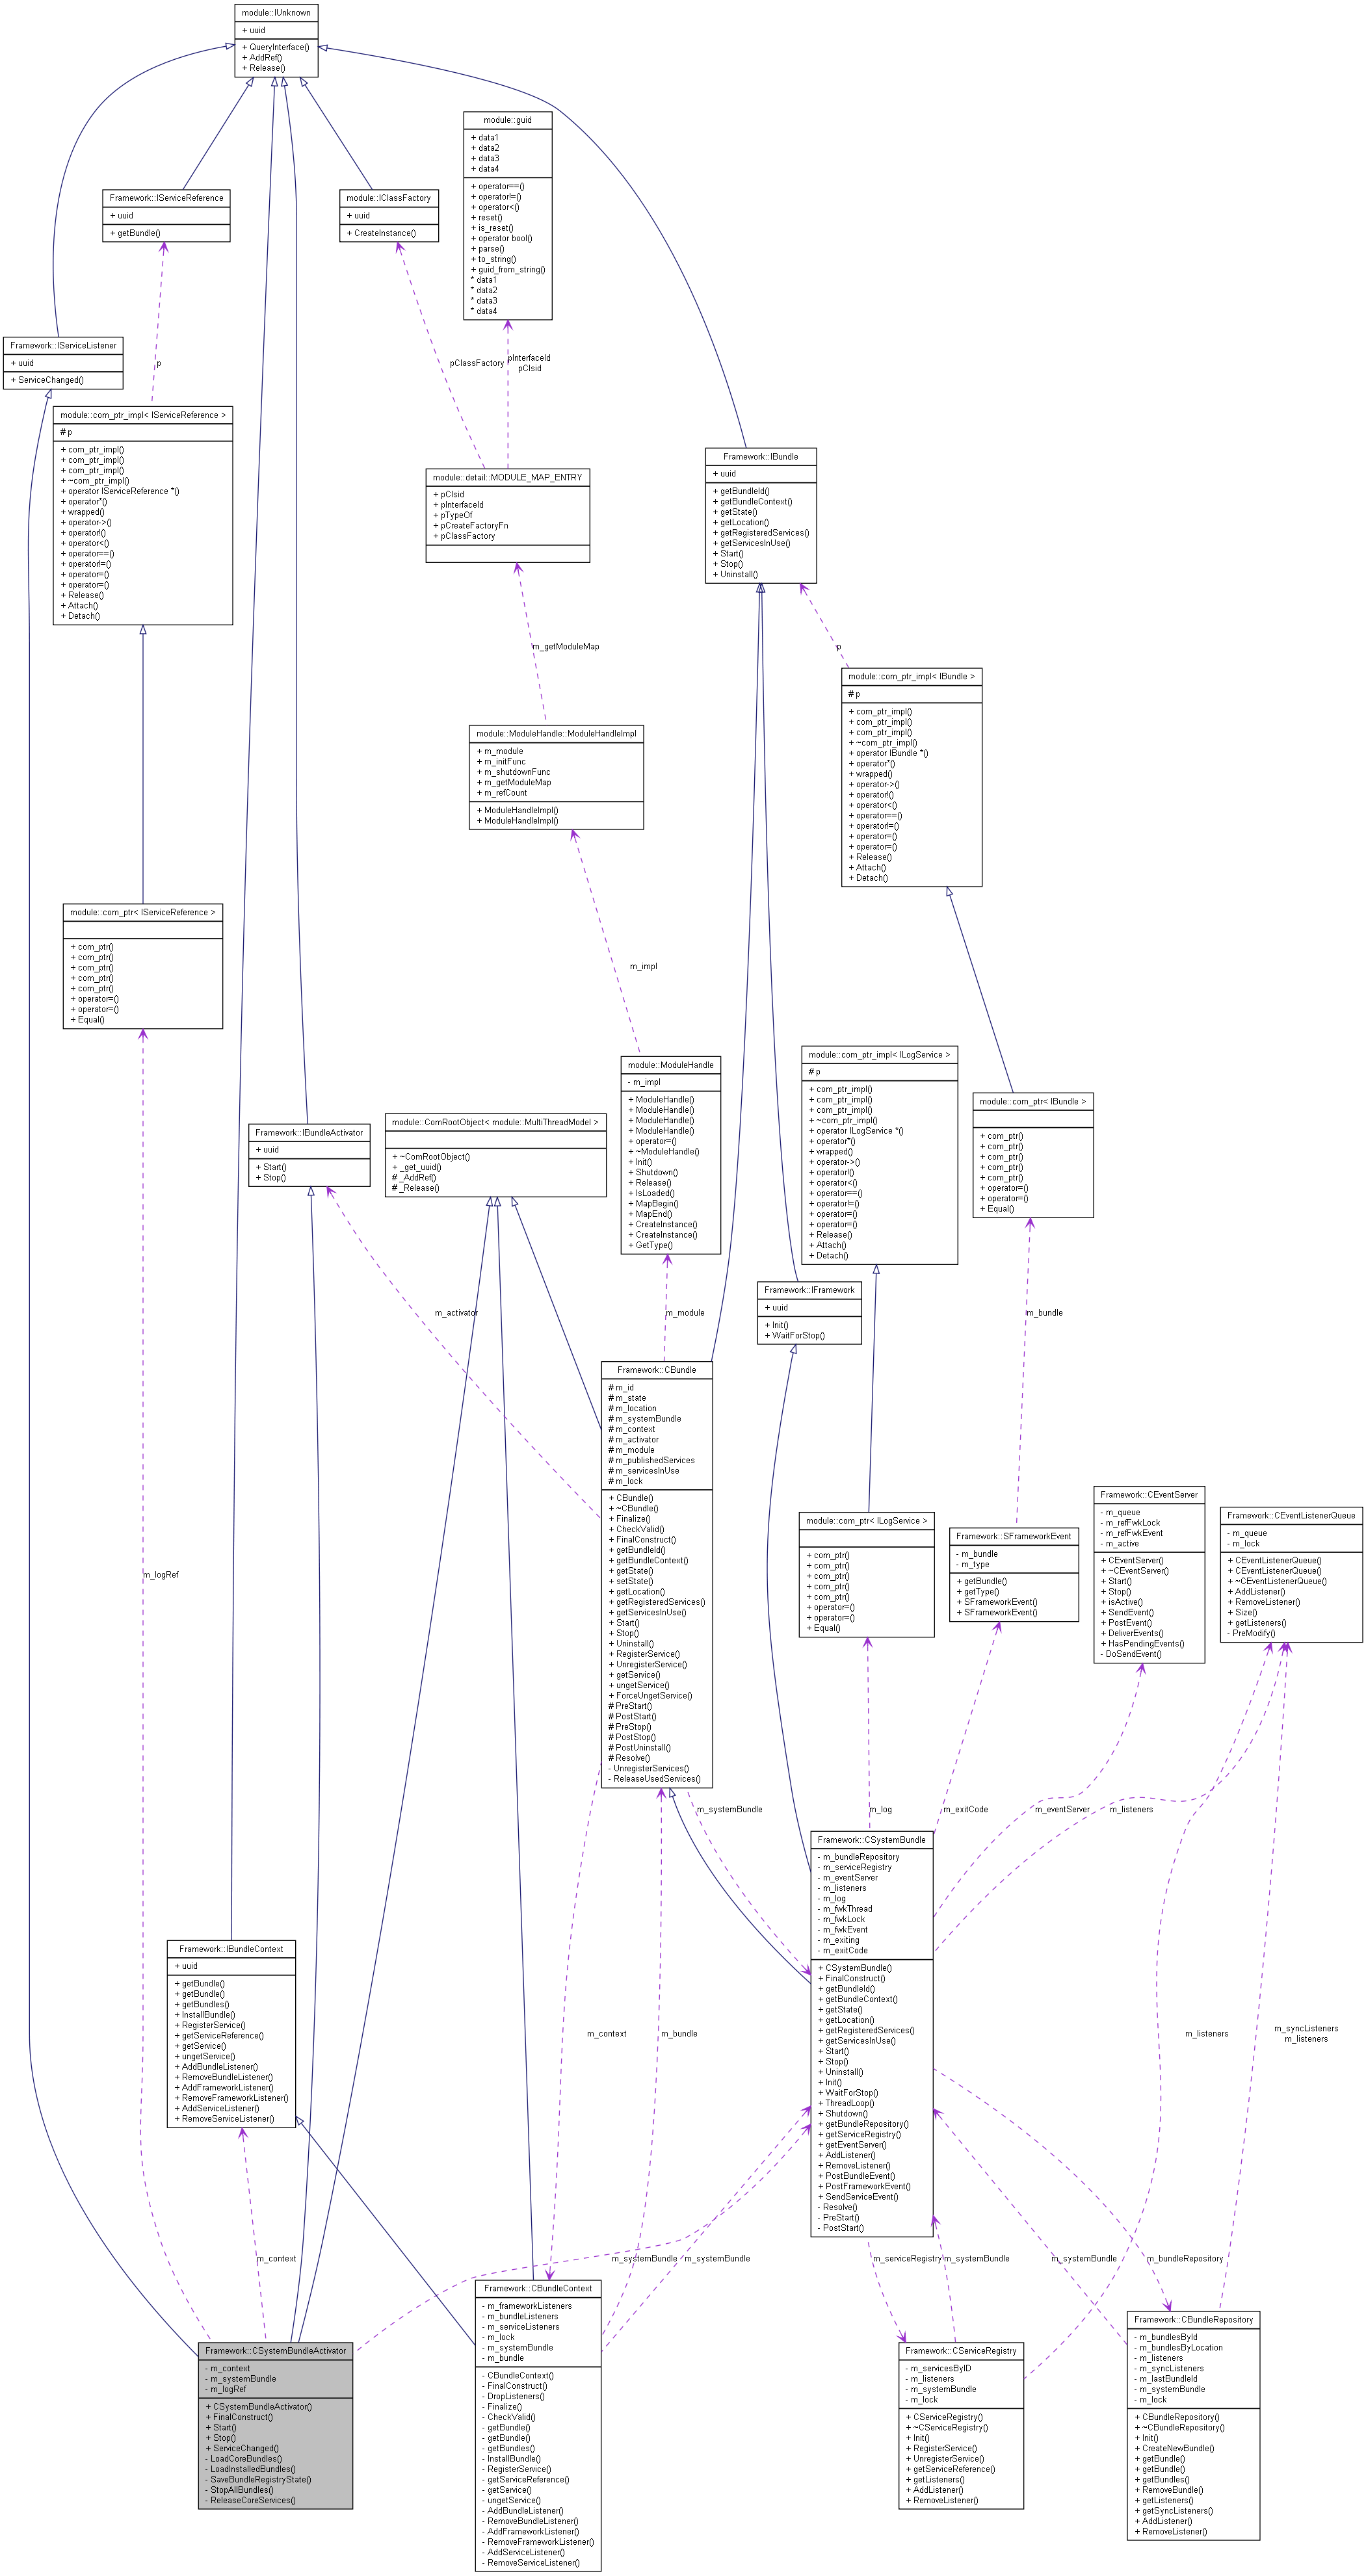 module::IUnknown
+ uuid
+ QueryInterface()
+ AddRef()
+ Release()
module::guid
+ data1
+ data2
+ data3
+ data4
+ operator==()
+ operator!=()
+ operator<()
+ reset()
+ is_reset()
+ operator bool()
+ parse()
+ to_string()
+ guid_from_string()
* data1
* data2
* data3
* data4
Framework::IServiceReference
+ uuid
+ getBundle()
module::IClassFactory
+ uuid
+ CreateInstance()
Framework::IServiceListener
+ uuid
+ ServiceChanged()
p
pClassFactory
pInterfaceId
pClsid
module::com_ptr_impl< IServiceReference >
# p
+ com_ptr_impl()
+ com_ptr_impl()
+ com_ptr_impl()
+ ~com_ptr_impl()
+ operator IServiceReference *()
+ operator*()
+ wrapped()
+ operator->()
+ operator!()
+ operator<()
+ operator==()
+ operator!=()
+ operator=()
+ operator=()
+ Release()
+ Attach()
+ Detach()
module::detail::MODULE_MAP_ENTRY
+ pClsid
+ pInterfaceId
+ pTypeOf
+ pCreateFactoryFn
+ pClassFactory
Framework::IBundle
+ uuid
+ getBundleId()
+ getBundleContext()
+ getState()
+ getLocation()
+ getRegisteredServices()
+ getServicesInUse()
+ Start()
+ Stop()
+ Uninstall()
m_getModuleMap
p
module::com_ptr_impl< IBundle >
# p
+ com_ptr_impl()
+ com_ptr_impl()
+ com_ptr_impl()
+ ~com_ptr_impl()
+ operator IBundle *()
+ operator*()
+ wrapped()
+ operator->()
+ operator!()
+ operator<()
+ operator==()
+ operator!=()
+ operator=()
+ operator=()
+ Release()
+ Attach()
+ Detach()
module::ModuleHandle::ModuleHandleImpl
+ m_module
+ m_initFunc
+ m_shutdownFunc
+ m_getModuleMap
+ m_refCount
+ ModuleHandleImpl()
+ ModuleHandleImpl()
module::com_ptr< IServiceReference >
+ com_ptr()
+ com_ptr()
+ com_ptr()
+ com_ptr()
+ com_ptr()
+ operator=()
+ operator=()
+ Equal()
m_impl
module::ModuleHandle
- m_impl
+ ModuleHandle()
+ ModuleHandle()
+ ModuleHandle()
+ ModuleHandle()
+ operator=()
+ ~ModuleHandle()
+ Init()
+ Shutdown()
+ Release()
+ IsLoaded()
+ MapBegin()
+ MapEnd()
+ CreateInstance()
+ CreateInstance()
+ GetType()
module::com_ptr_impl< ILogService >
# p
+ com_ptr_impl()
+ com_ptr_impl()
+ com_ptr_impl()
+ ~com_ptr_impl()
+ operator ILogService *()
+ operator*()
+ wrapped()
+ operator->()
+ operator!()
+ operator<()
+ operator==()
+ operator!=()
+ operator=()
+ operator=()
+ Release()
+ Attach()
+ Detach()
module::com_ptr< IBundle >
+ com_ptr()
+ com_ptr()
+ com_ptr()
+ com_ptr()
+ com_ptr()
+ operator=()
+ operator=()
+ Equal()
Framework::IBundleActivator
+ uuid
+ Start()
+ Stop()
module::ComRootObject< module::MultiThreadModel >
+ ~ComRootObject()
+ _get_uuid()
# _AddRef()
# _Release()
Framework::IFramework
+ uuid
+ Init()
+ WaitForStop()
m_activator
m_module
m_bundle
Framework::CBundle
# m_id
# m_state
# m_location
# m_systemBundle
# m_context
# m_activator
# m_module
# m_publishedServices
# m_servicesInUse
# m_lock
+ CBundle()
+ ~CBundle()
+ Finalize()
+ CheckValid()
+ FinalConstruct()
+ getBundleId()
+ getBundleContext()
+ getState()
+ setState()
+ getLocation()
+ getRegisteredServices()
+ getServicesInUse()
+ Start()
+ Stop()
+ Uninstall()
+ RegisterService()
+ UnregisterService()
+ getService()
+ ungetService()
+ ForceUngetService()
# PreStart()
# PostStart()
# PreStop()
# PostStop()
# PostUninstall()
# Resolve()
- UnregisterServices()
- ReleaseUsedServices()
m_logRef
module::com_ptr< ILogService >
+ com_ptr()
+ com_ptr()
+ com_ptr()
+ com_ptr()
+ com_ptr()
+ operator=()
+ operator=()
+ Equal()
Framework::SFrameworkEvent
- m_bundle
- m_type
+ getBundle()
+ getType()
+ SFrameworkEvent()
+ SFrameworkEvent()
Framework::CEventServer
- m_queue
- m_refFwkLock
- m_refFwkEvent
- m_active
+ CEventServer()
+ ~CEventServer()
+ Start()
+ Stop()
+ isActive()
+ SendEvent()
+ PostEvent()
+ DeliverEvents()
+ HasPendingEvents()
- DoSendEvent()
Framework::CEventListenerQueue
- m_queue
- m_lock
+ CEventListenerQueue()
+ CEventListenerQueue()
+ ~CEventListenerQueue()
+ AddListener()
+ RemoveListener()
+ Size()
+ getListeners()
- PreModify()
m_systemBundle
m_log
m_exitCode
m_eventServer
m_listeners
Framework::CSystemBundle
- m_bundleRepository
- m_serviceRegistry
- m_eventServer
- m_listeners
- m_log
- m_fwkThread
- m_fwkLock
- m_fwkEvent
- m_exiting
- m_exitCode
+ CSystemBundle()
+ FinalConstruct()
+ getBundleId()
+ getBundleContext()
+ getState()
+ getLocation()
+ getRegisteredServices()
+ getServicesInUse()
+ Start()
+ Stop()
+ Uninstall()
+ Init()
+ WaitForStop()
+ ThreadLoop()
+ Shutdown()
+ getBundleRepository()
+ getServiceRegistry()
+ getEventServer()
+ AddListener()
+ RemoveListener()
+ PostBundleEvent()
+ PostFrameworkEvent()
+ SendServiceEvent()
- Resolve()
- PreStart()
- PostStart()
Framework::IBundleContext
+ uuid
+ getBundle()
+ getBundle()
+ getBundles()
+ InstallBundle()
+ RegisterService()
+ getServiceReference()
+ getService()
+ ungetService()
+ AddBundleListener()
+ RemoveBundleListener()
+ AddFrameworkListener()
+ RemoveFrameworkListener()
+ AddServiceListener()
+ RemoveServiceListener()
m_context
m_bundle
m_listeners
m_syncListeners
m_listeners
m_context
m_systemBundle
m_systemBundle
m_serviceRegistry
m_systemBundle
m_systemBundle
m_bundleRepository
Framework::CSystemBundleActivator
- m_context
- m_systemBundle
- m_logRef
+ CSystemBundleActivator()
+ FinalConstruct()
+ Start()
+ Stop()
+ ServiceChanged()
- LoadCoreBundles()
- LoadInstalledBundles()
- SaveBundleRegistryState()
- StopAllBundles()
- ReleaseCoreServices()
Framework::CBundleContext
- m_frameworkListeners
- m_bundleListeners
- m_serviceListeners
- m_lock
- m_systemBundle
- m_bundle
- CBundleContext()
- FinalConstruct()
- DropListeners()
- Finalize()
- CheckValid()
- getBundle()
- getBundle()
- getBundles()
- InstallBundle()
- RegisterService()
- getServiceReference()
- getService()
- ungetService()
- AddBundleListener()
- RemoveBundleListener()
- AddFrameworkListener()
- RemoveFrameworkListener()
- AddServiceListener()
- RemoveServiceListener()
Framework::CServiceRegistry
- m_servicesByID
- m_listeners
- m_systemBundle
- m_lock
+ CServiceRegistry()
+ ~CServiceRegistry()
+ Init()
+ RegisterService()
+ UnregisterService()
+ getServiceReference()
+ getListeners()
+ AddListener()
+ RemoveListener()
Framework::CBundleRepository
- m_bundlesById
- m_bundlesByLocation
- m_listeners
- m_syncListeners
- m_lastBundleId
- m_systemBundle
- m_lock
+ CBundleRepository()
+ ~CBundleRepository()
+ Init()
+ CreateNewBundle()
+ getBundle()
+ getBundle()
+ getBundles()
+ RemoveBundle()
+ getListeners()
+ getSyncListeners()
+ AddListener()
+ RemoveListener()